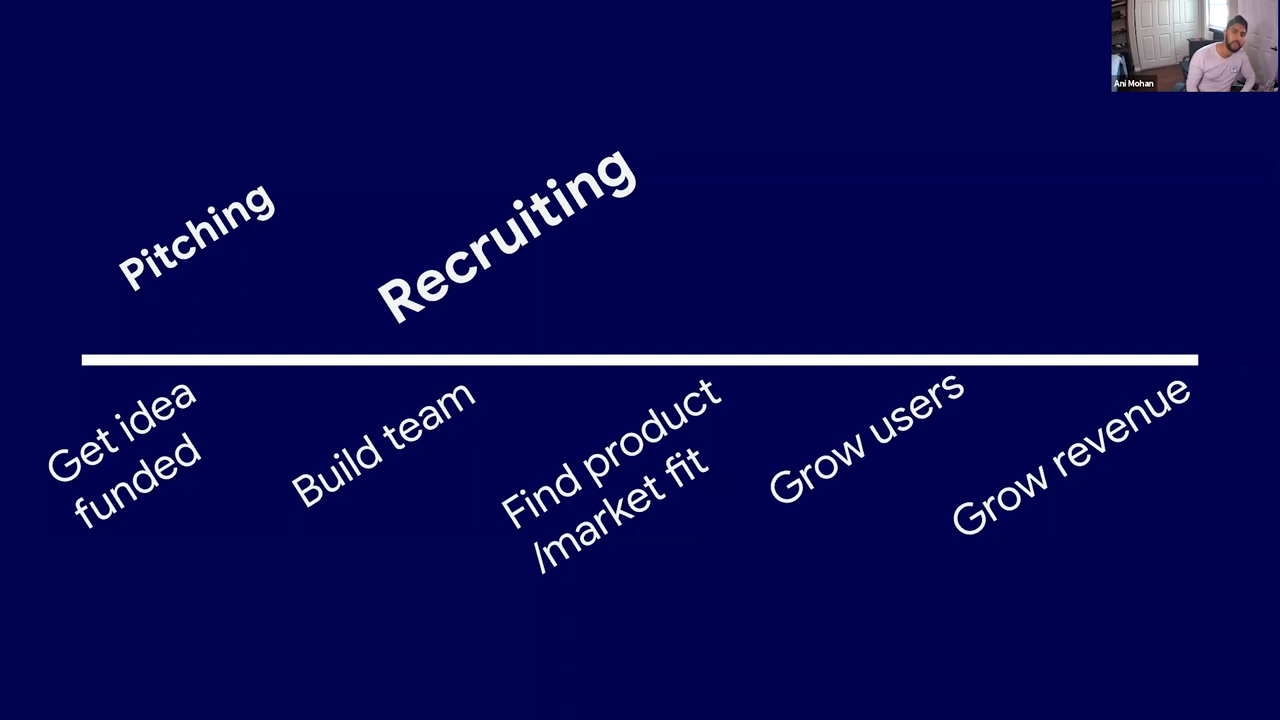 Ani Mohan
Pitching
Recruiting
Get idea
funded
Build team
Find product
/market fit
Grow users
Grow revenue